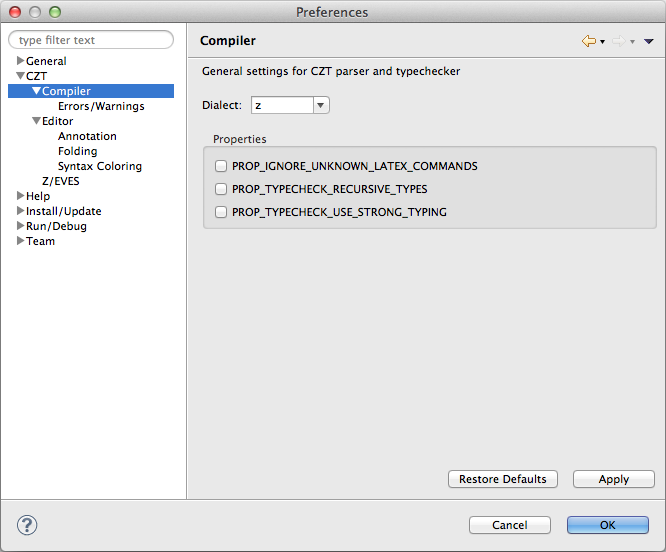 Preferences
type filter text
General
CZT
Compiler
Errors/Warnings
Editor
Annotation
Folding
Syntax Coloring
Z/EVES
Help
Install/Update
Run/Debug
Team
Compiler
General settings for CZT parser and typechecker
Dialect: z
Properties
PROP_IGNORE_UNKNOWN_LATEX_COMMANDS
PROP_TYPECHECK_RECURSIVE_TYPES
PROP_TYPECHECK_USE_STRONG_TYPING
Restore Defaults Apply
? Cancel OK